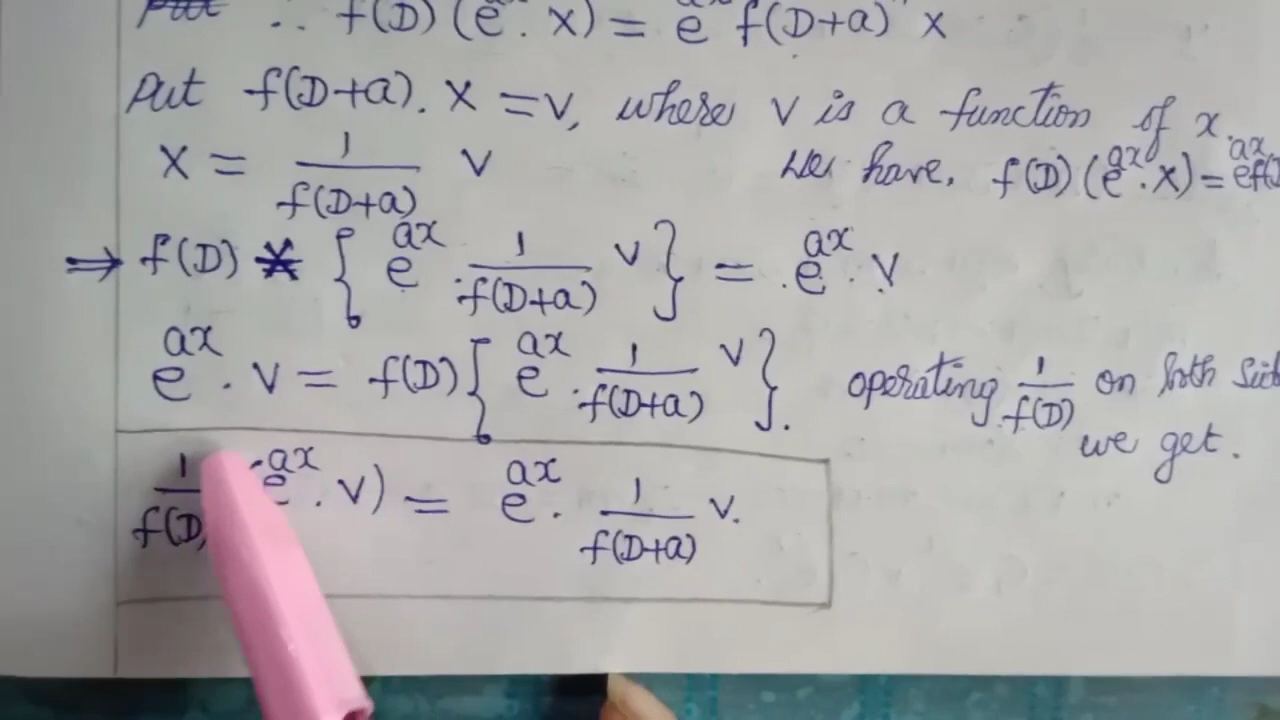 ∴ f(D) (e^ax . X) = e^ax f(D+a) X
Put f(D+a). X = V, where V is a function of x.
X = 1/f(D+a) V
We have, f(D) (e^ax . X) = e^ax f(D
⇒ f(D) { e^ax . 1/f(D+a) V } = e^ax . V
e^ax . V = f(D) [ e^ax . 1/f(D+a) V }.
operating 1/f(D) on both sid
we get.
1/f(D) (e^ax . V) = e^ax . 1/f(D+a) V.